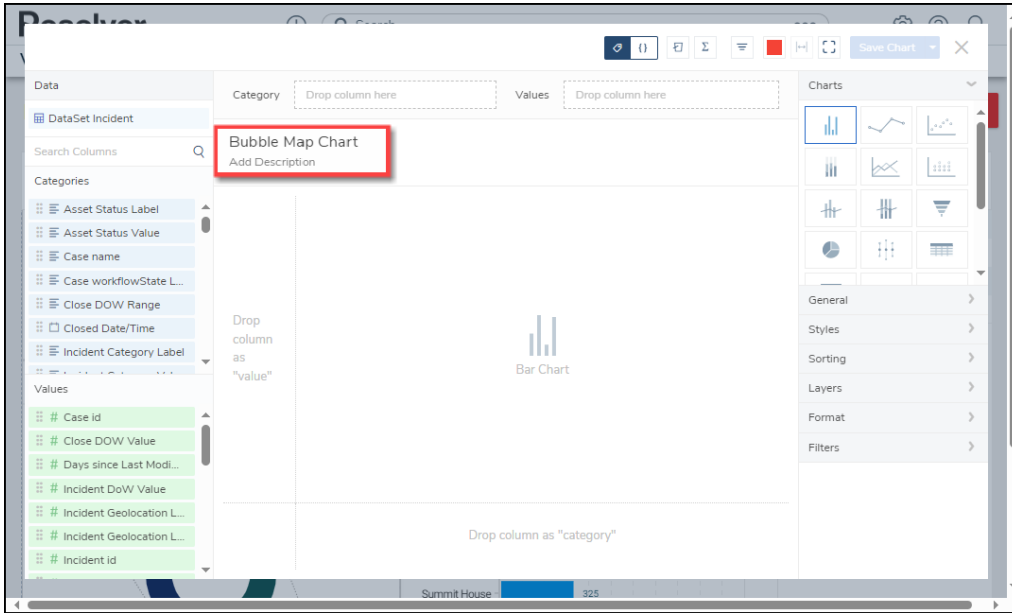 Resolver
Search
{ }
Σ
Save Chart
Data
DataSet Incident
Search Columns
Categories
Asset Status Label
Asset Status Value
Case name
Case workflowState L...
Close DOW Range
Closed Date/Time
Incident Category Label
Values
# Case id
# Close DOW Value
# Days since Last Modi...
# Incident DoW Value
# Incident Geolocation L...
# Incident Geolocation L...
# Incident id
Category
Drop column here
Values
Drop column here
Bubble Map Chart
Add Description
Drop
column
as
"value"
Bar Chart
Drop column as "category"
Charts
General
Styles
Sorting
Layers
Format
Filters
Summit House
325